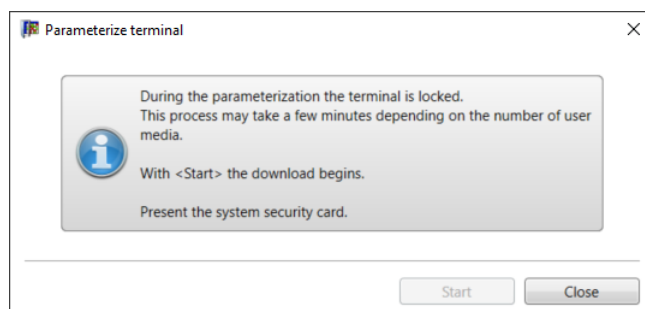 Parameterize terminal
During the parameterization the terminal is locked.
This process may take a few minutes depending on the number of user
media.
With <Start> the download begins.
Present the system security card.
Start
Close